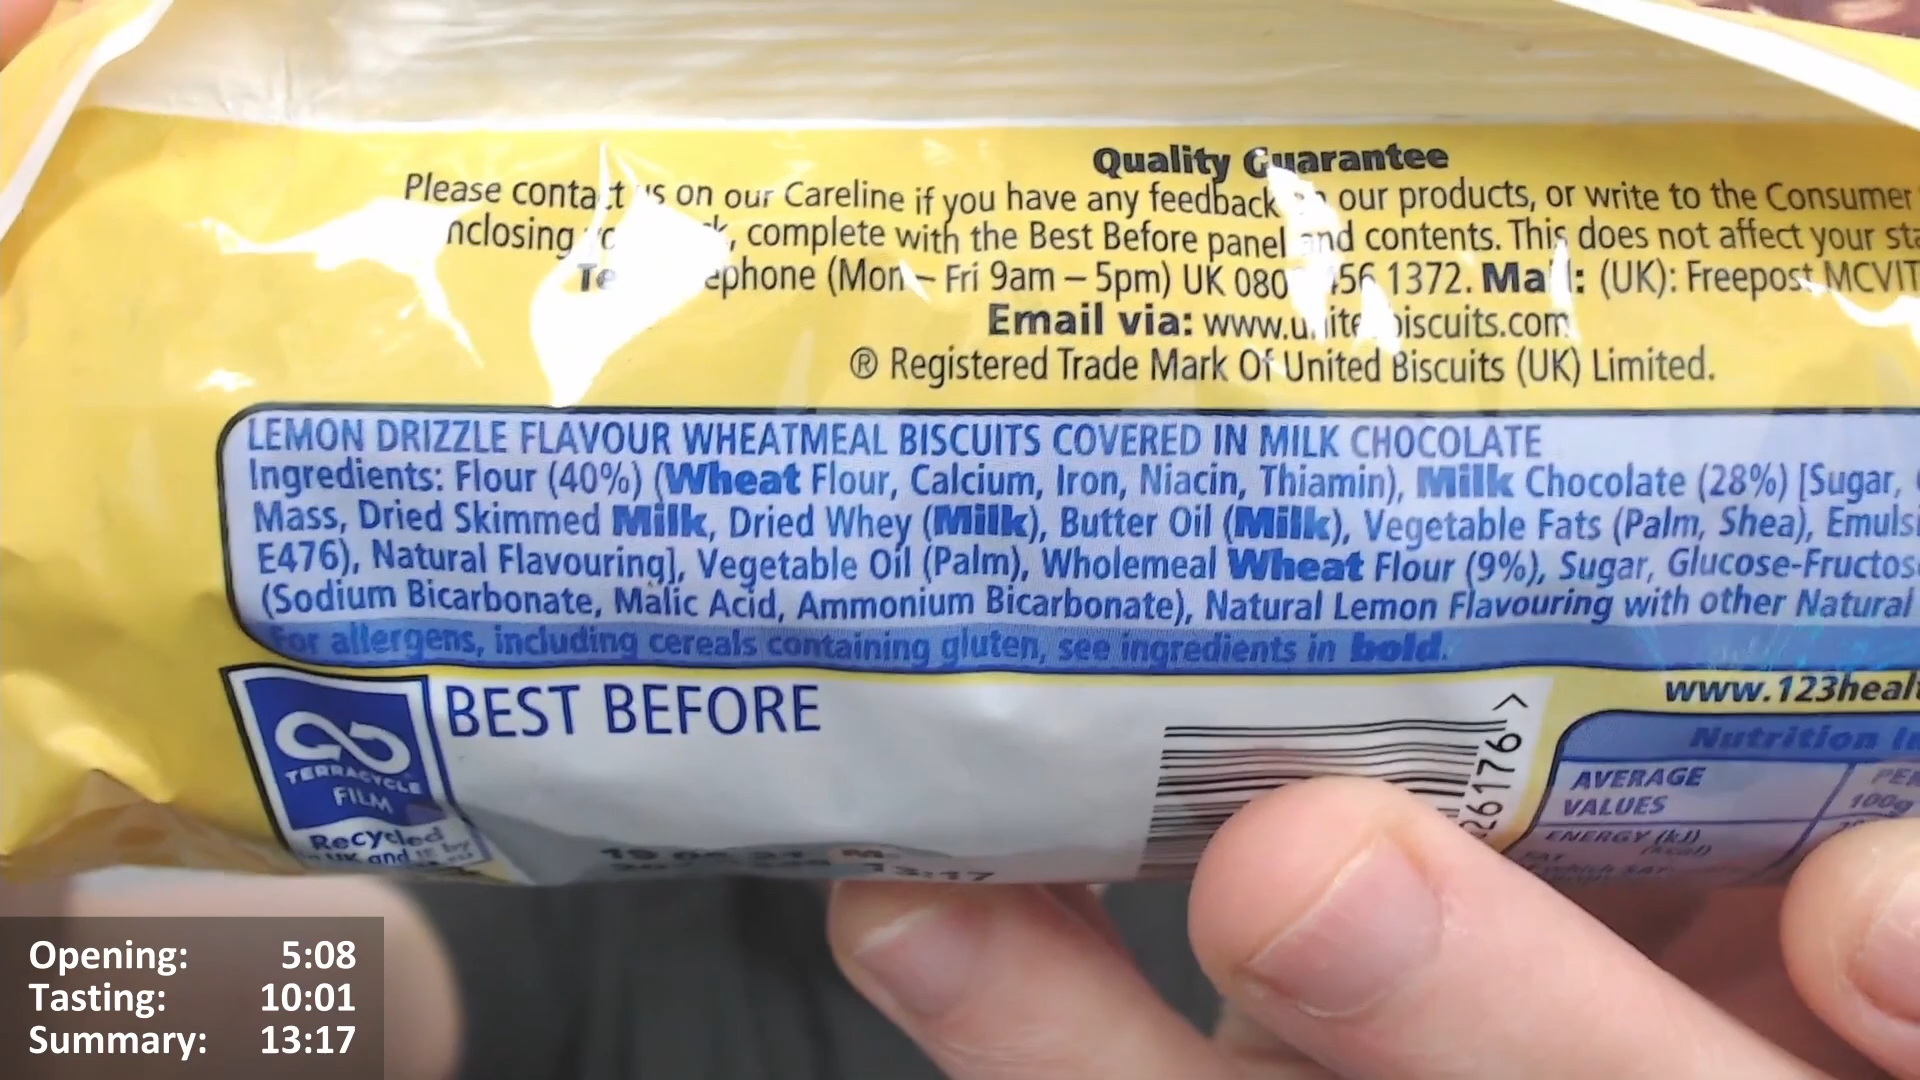 Quality Guarantee
Please contact us on our Careline if you have any feedback on our products, or write to the Consumer
nclosing complete with the Best Before panel and contents. This does not affect your
ephone (Mon – Fri 9am – 5pm) UK 080 456 1372. Mail: (UK): Freepost MCVIT
Email via: www.unitedbiscuits.com
® Registered Trade Mark Of United Biscuits (UK) Limited.
LEMON DRIZZLE FLAVOUR WHEATMEAL BISCUITS COVERED IN MILK CHOCOLATE
Ingredients: Flour (40%) (Wheat Flour, Calcium, Iron, Niacin, Thiamin), Milk Chocolate (28%) [Sugar,
Mass, Dried Skimmed Milk, Dried Whey (Milk), Butter Oil (Milk), Vegetable Fats (Palm, Shea), Emuls
E476), Natural Flavouring], Vegetable Oil (Palm), Wholemeal Wheat Flour (9%), Sugar, Glucose-Fructos
(Sodium Bicarbonate, Malic Acid, Ammonium Bicarbonate), Natural Lemon Flavouring with other Natural
For allergens, including cereals containing gluten, see ingredients in bold.
www.123heal
TERRACYCLE
FILM
Recycled
in UK and
BEST BEFORE
13:17
26176>
Nutrition
AVERAGE
VALUES
PER
100g
ENERGY (kJ)
(kcal)
FAT
Opening: 5:08
Tasting: 10:01
Summary: 13:17